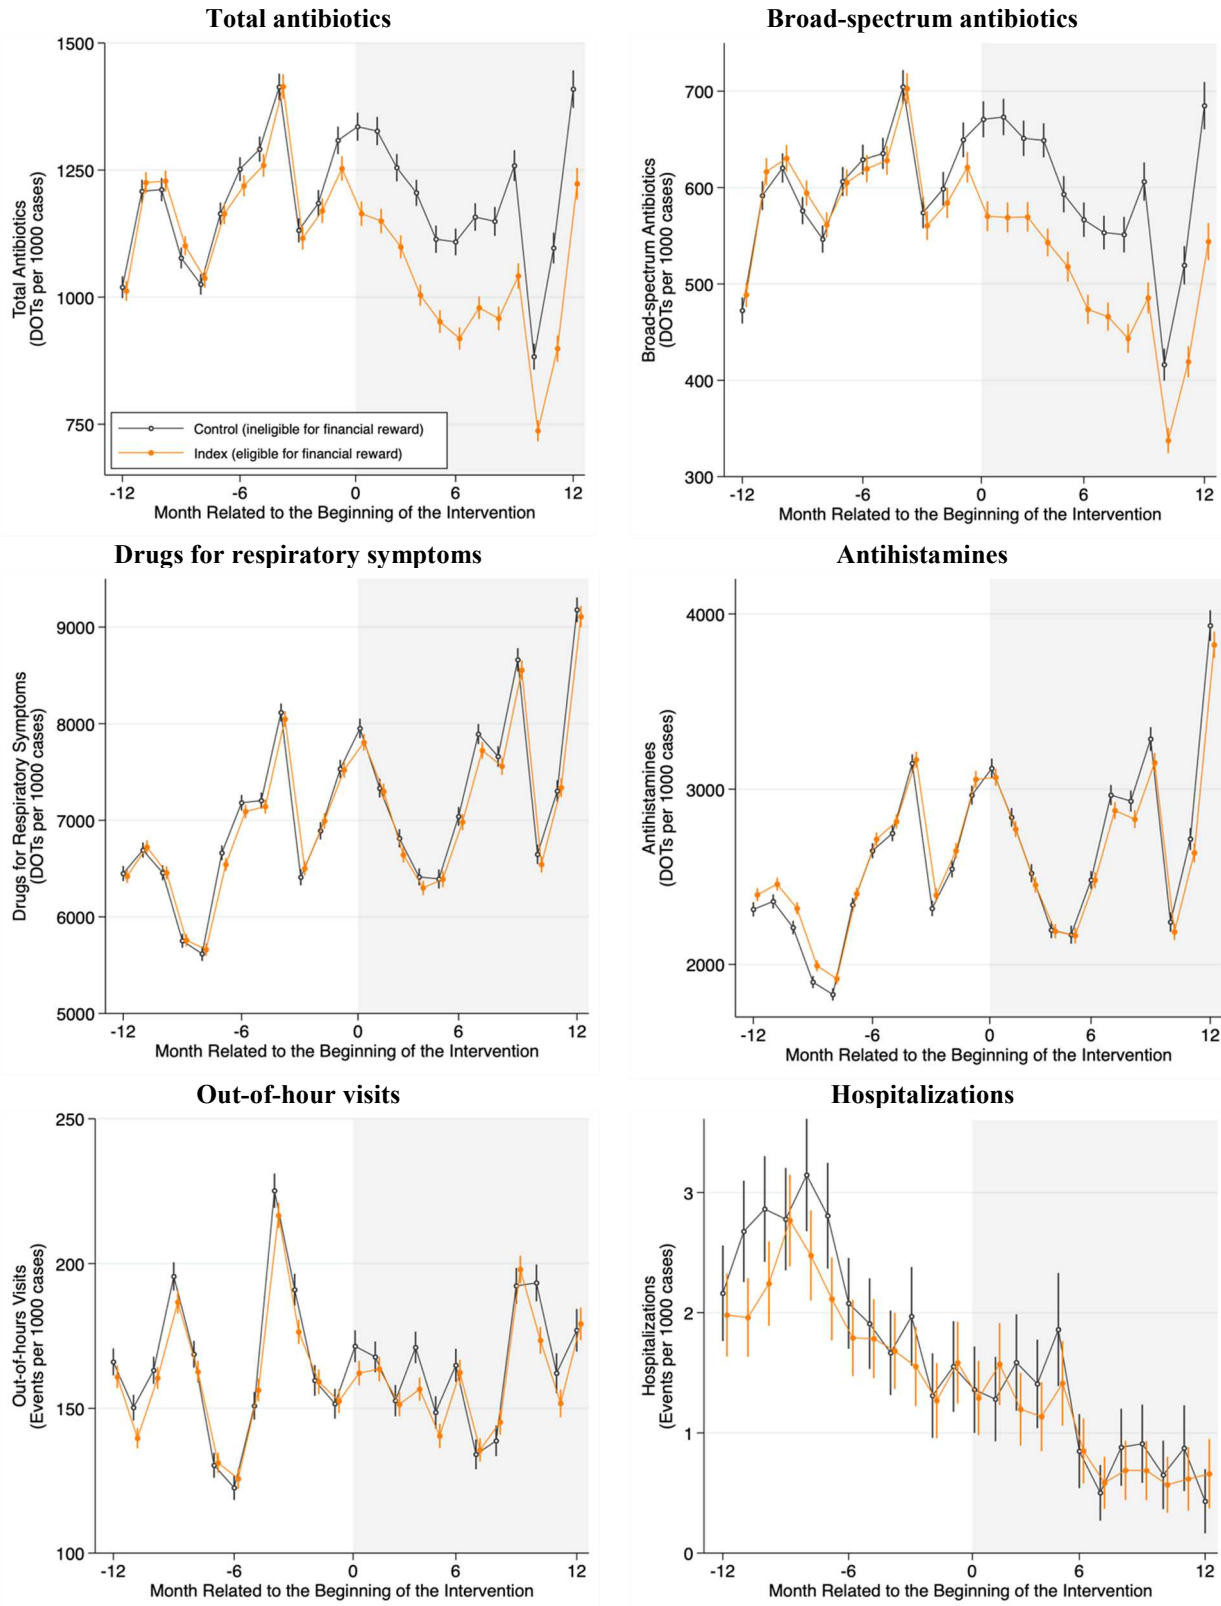 Total antibiotics
1500
1250
1000
750
Total Antibiotics
(DOTs per 1000 cases)
Control (ineligible for financial reward)
Index (eligible for financial reward)
-12 -6 0 6 12
Month Related to the Beginning of the Intervention
Broad-spectrum antibiotics
700
600
500
400
300
Broad-spectrum Antibiotics
(DOTs per 1000 cases)
-12 -6 0 6 12
Month Related to the Beginning of the Intervention
Drugs for respiratory symptoms
9000
8000
7000
6000
5000
Drugs for Respiratory Symptoms
(DOTs per 1000 cases)
-12 -6 0 6 12
Month Related to the Beginning of the Intervention
Antihistamines
4000
3000
2000
Antihistamines
(DOTs per 1000 cases)
-12 -6 0 6 12
Month Related to the Beginning of the Intervention
Out-of-hour visits
250
200
150
100
Out-of-hours Visits
(Events per 1000 cases)
-12 -6 0 6 12
Month Related to the Beginning of the Intervention
Hospitalizations
3
2
1
0
Hospitalizations
(Events per 1000 cases)
-12 -6 0 6 12
Month Related to the Beginning of the Intervention